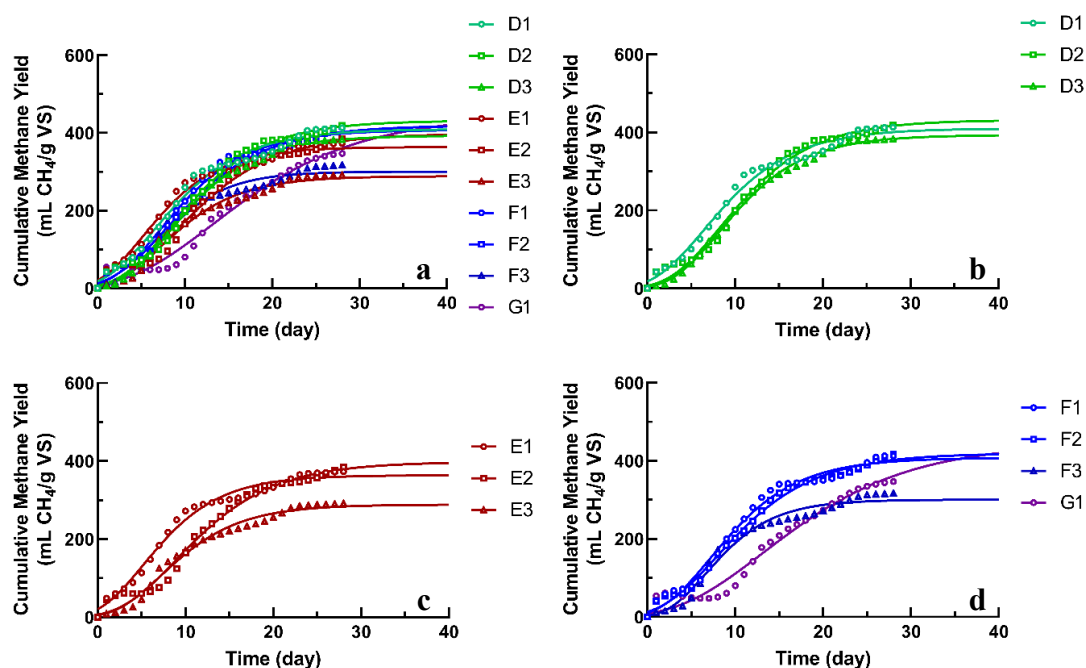 Cumulative Methane Yield
(mL CH₄/g VS)
600
400
200
0
0 10 20 30 40
Time (day)
a
D1
D2
D3
E1
E2
E3
F1
F2
F3
G1
Cumulative Methane Yield
(mL CH₄/g VS)
600
400
200
0
0 10 20 30 40
Time (day)
b
D1
D2
D3
Cumulative Methane Yield
(mL CH₄/g VS)
600
400
200
0
0 10 20 30 40
Time (day)
c
E1
E2
E3
Cumulative Methane Yield
(mL CH₄/g VS)
600
400
200
0
0 10 20 30 40
Time (day)
d
F1
F2
F3
G1